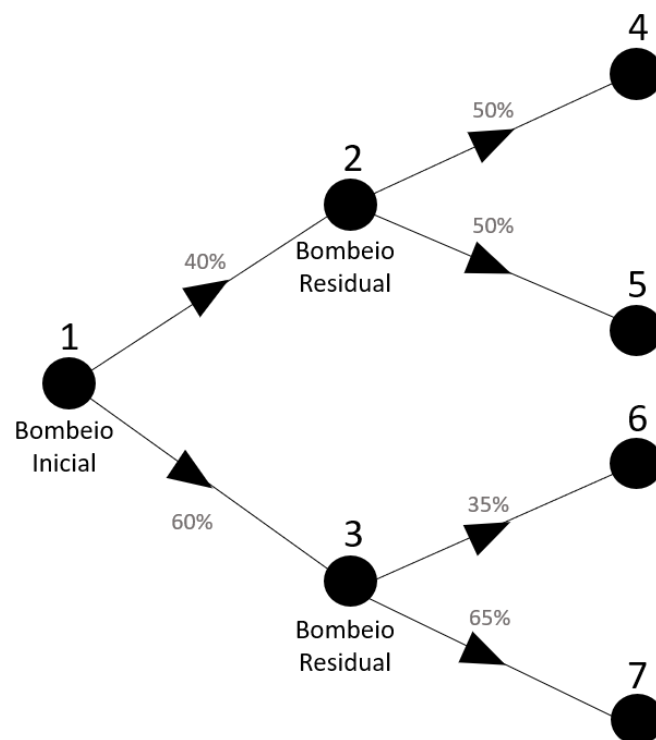 4
50%
2
50%
Bombeio
Residual
40%
5
1
6
Bombeio
Inicial
35%
60%
3
65%
Bombeio
Residual
7